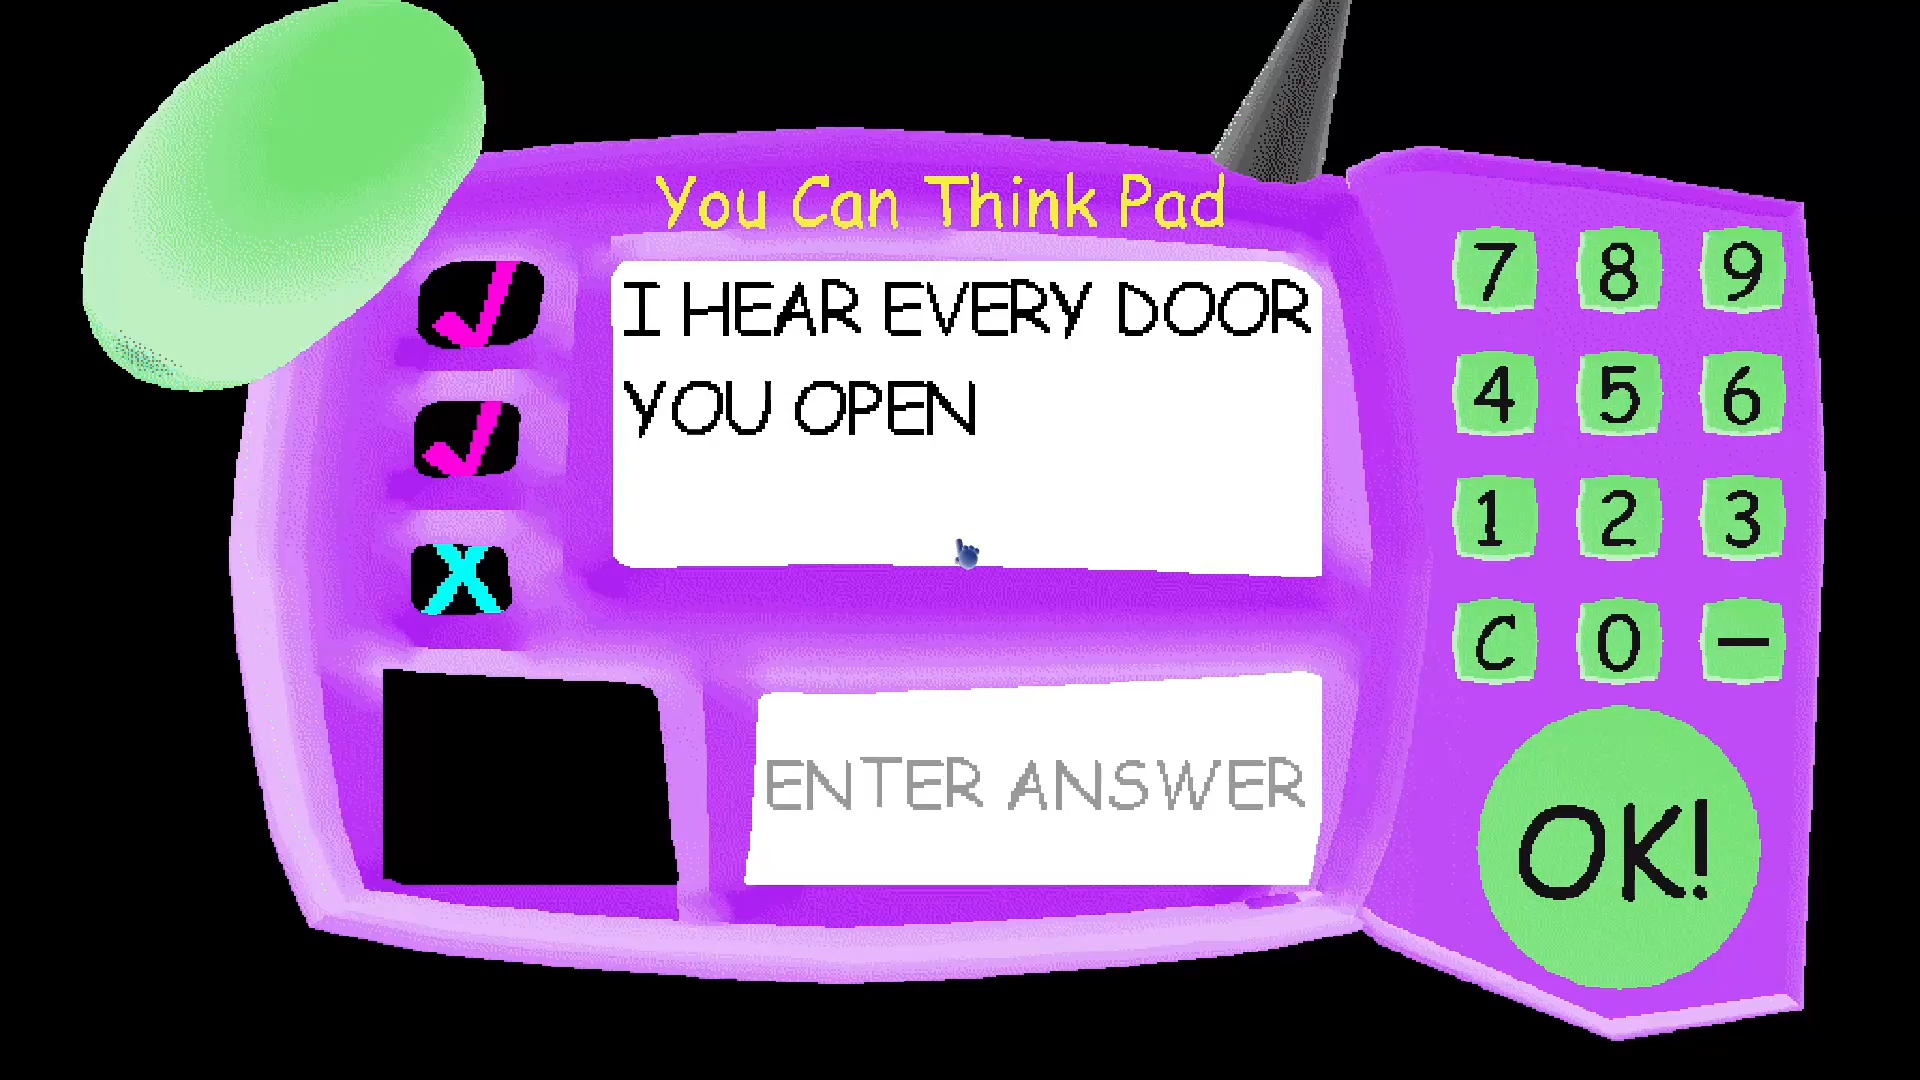 You Can Think Pad
I HEAR EVERY DOOR
YOU OPEN
ENTER ANSWER
7 8 9
4 5 6
1 2 3
C 0 −
OK!